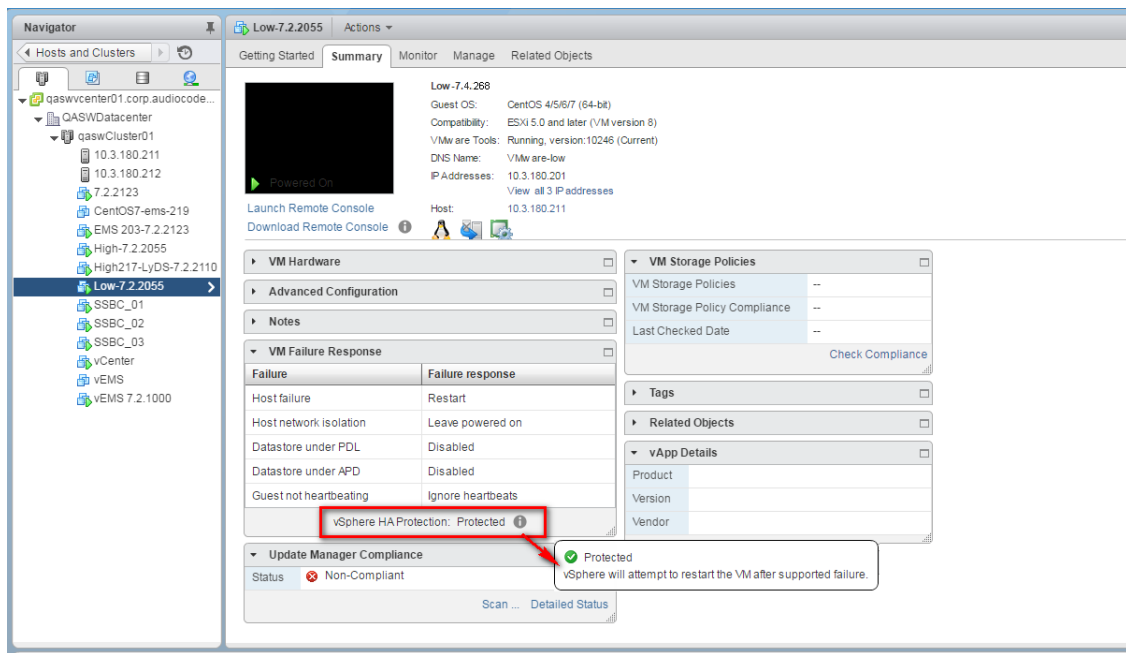 Navigator
Hosts and Clusters
qaswvcenter01.corp.audiocode...
QASWDatacenter
qaswCluster01
10.3.180.211
10.3.180.212
7.2.2123
CentOS7-ems-219
EMS 203-7.2.2123
High-7.2.2055
High217-LyDS-7.2.2110
Low-7.2.2055
SSBC_01
SSBC_02
SSBC_03
vCenter
vEMS
vEMS 7.2.1000
Low-7.2.2055 Actions
Getting Started Summary Monitor Manage Related Objects
Powered On
Launch Remote Console
Download Remote Console
Low-7.4.268
Guest OS: CentOS 4/5/6/7 (64-bit)
Compatibility: ESXi 5.0 and later (VM version 8)
VMware Tools: Running, version:10246 (Current)
DNS Name: VMware-low
IP Addresses: 10.3.180.201
View all 3 IP addresses
Host: 10.3.180.211
VM Hardware
Advanced Configuration
Notes
VM Failure Response
Failure Failure response
Host failure Restart
Host network isolation Leave powered on
Datastore under PDL Disabled
Datastore under APD Disabled
Guest not heartbeating Ignore heartbeats
vSphere HA Protection: Protected
Update Manager Compliance
Status Non-Compliant
Scan ... Detailed Status
VM Storage Policies
VM Storage Policies --
VM Storage Policy Compliance --
Last Checked Date --
Check Compliance
Tags
Related Objects
vApp Details
Product
Version
Vendor
Protected
vSphere will attempt to restart the VM after supported failure.